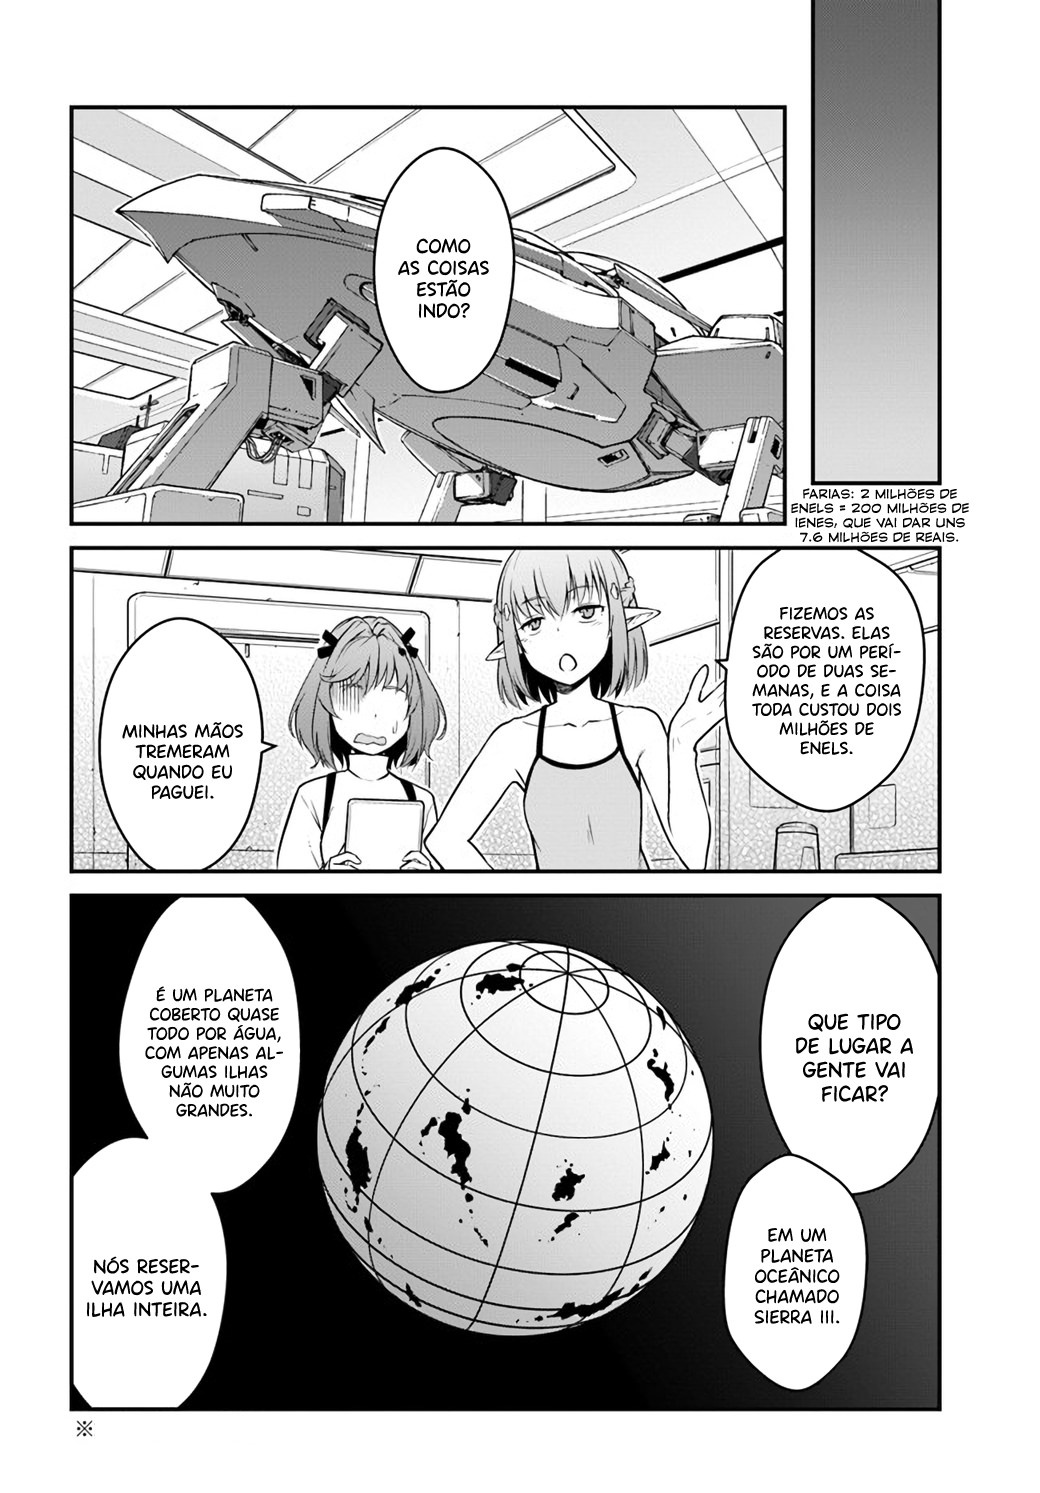 COMO
AS COISAS
ESTÃO
INDO?
FARIAS: 2 MILHÕES DE
ENELS = 200 MILHÕES DE
IENES, QUE VAI DAR UNS
7.6 MILHÕES DE REAIS.
FIZEMOS AS
RESERVAS. ELAS
SÃO POR UM PERÍ-
ODO DE DUAS SE-
MANAS, E A COISA
TODA CUSTOU DOIS
MILHÕES DE
ENELS.
MINHAS MÃOS
TREMERAM
QUANDO EU
PAGUEI.
QUE TIPO
DE LUGAR A
GENTE VAI
FICAR?
EM UM
PLANETA
OCEÂNICO
CHAMADO
SIERRA III.
É UM PLANETA
COBERTO QUASE
TODO POR ÁGUA,
COM APENAS AL-
GUMAS ILHAS
NÃO MUITO
GRANDES.
NÓS RESER-
VAMOS UMA
ILHA INTEIRA.
※